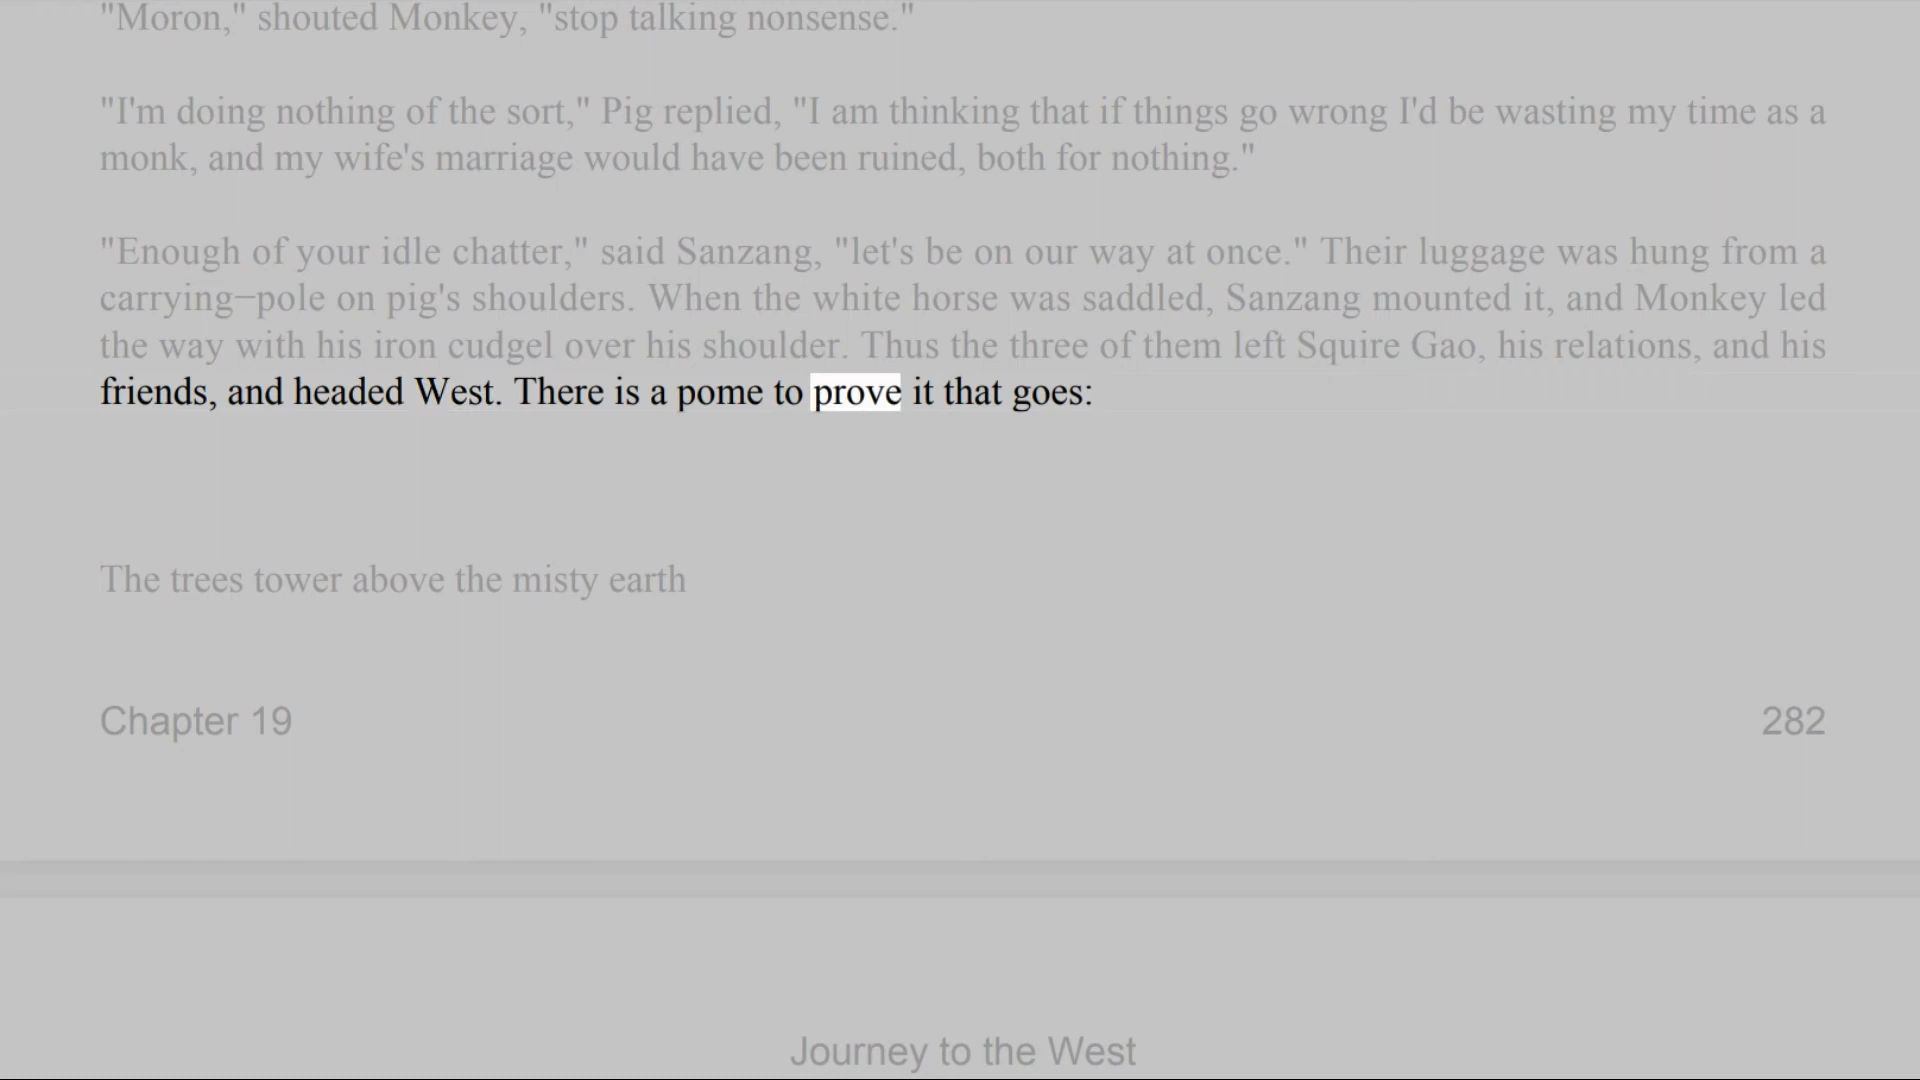 "Moron," shouted Monkey, "stop talking nonsense."
"I'm doing nothing of the sort," Pig replied, "I am thinking that if things go wrong I'd be wasting my time as a
monk, and my wife's marriage would have been ruined, both for nothing."
"Enough of your idle chatter," said Sanzang, "let's be on our way at once." Their luggage was hung from a
carrying−pole on pig's shoulders. When the white horse was saddled, Sanzang mounted it, and Monkey led
the way with his iron cudgel over his shoulder. Thus the three of them left Squire Gao, his relations, and his
friends, and headed West. There is a pome to prove it that goes:
The trees tower above the misty earth
Chapter 19 282
Journey to the West